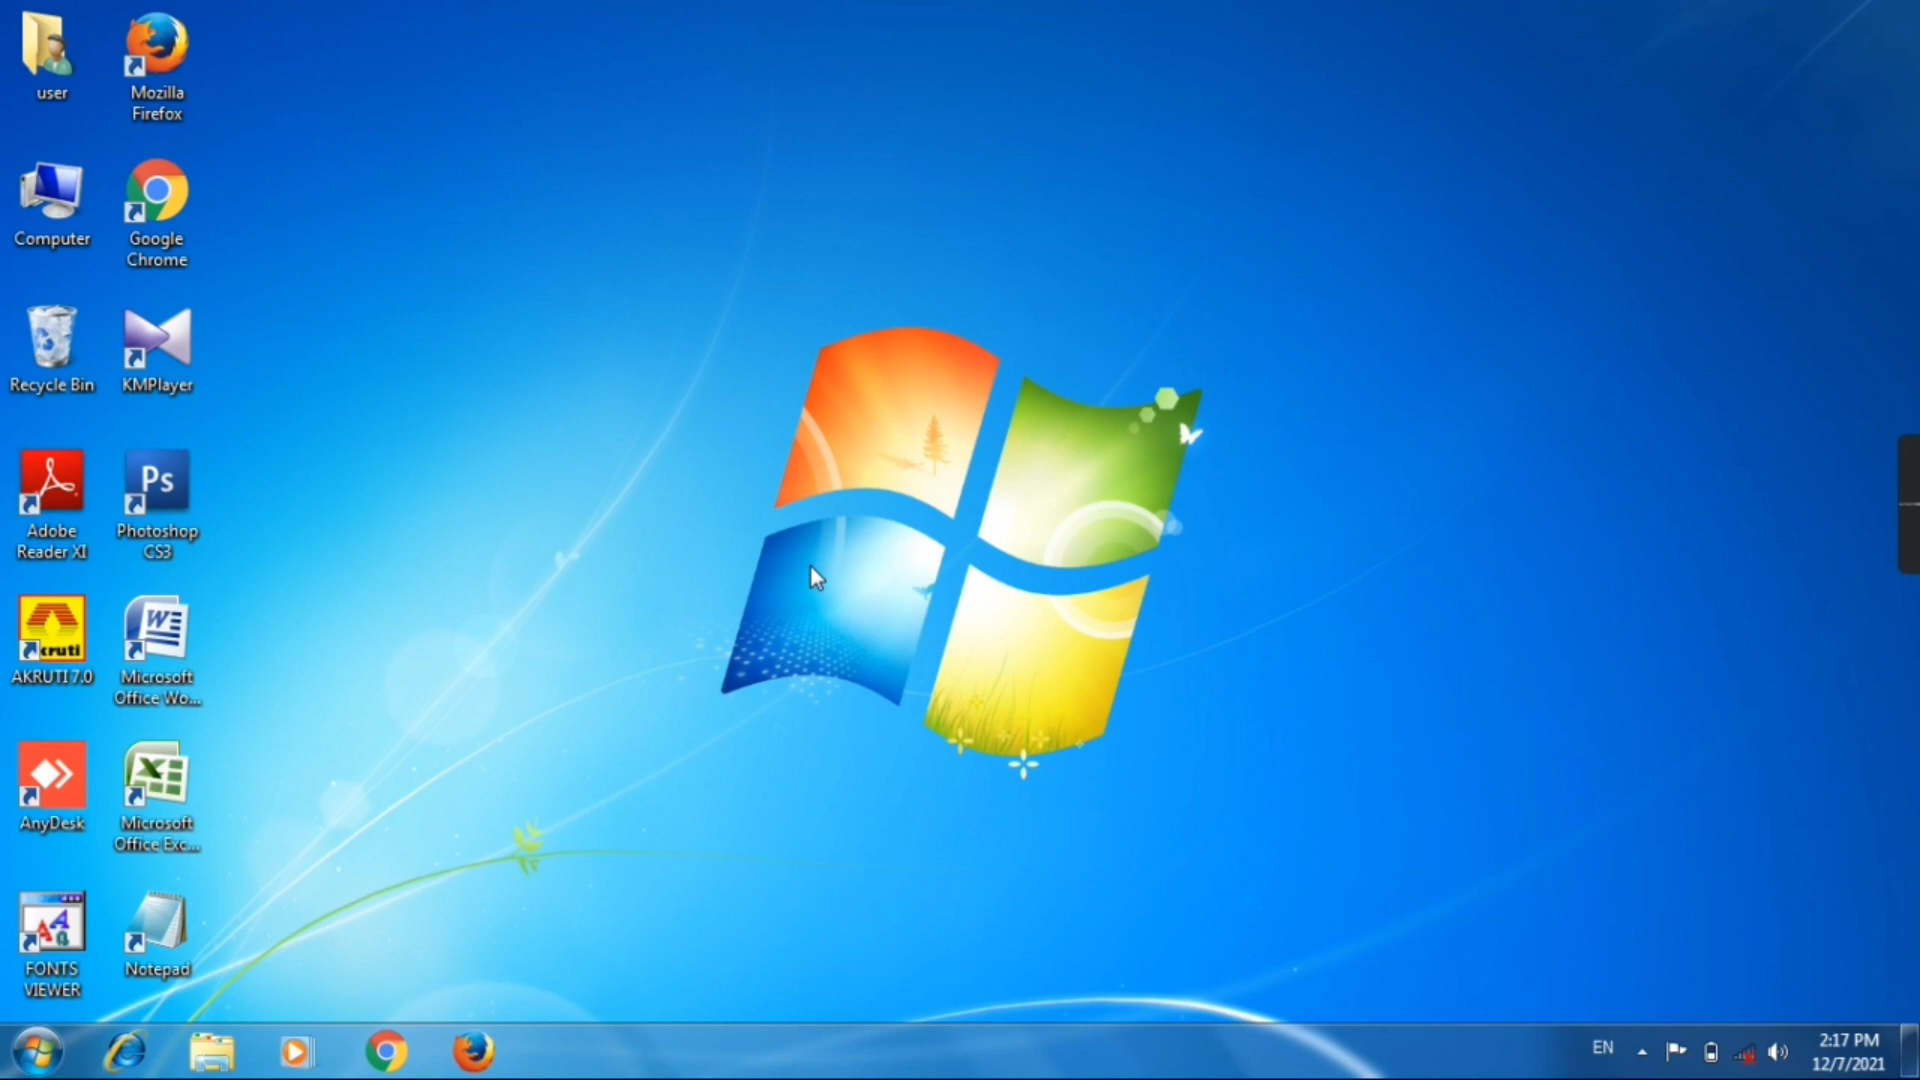 user
Mozilla
Firefox
Computer
Google
Chrome
Recycle Bin
KMPlayer
Adobe
Reader XI
Ps
Photoshop
CS3
cruti
AKRUTI 7.0
W
Microsoft
Office Wo...
AnyDesk
X
Microsoft
Office Exc...
A A Q
FONTS
VIEWER
Notepad
EN
2:17 PM
12/7/2021